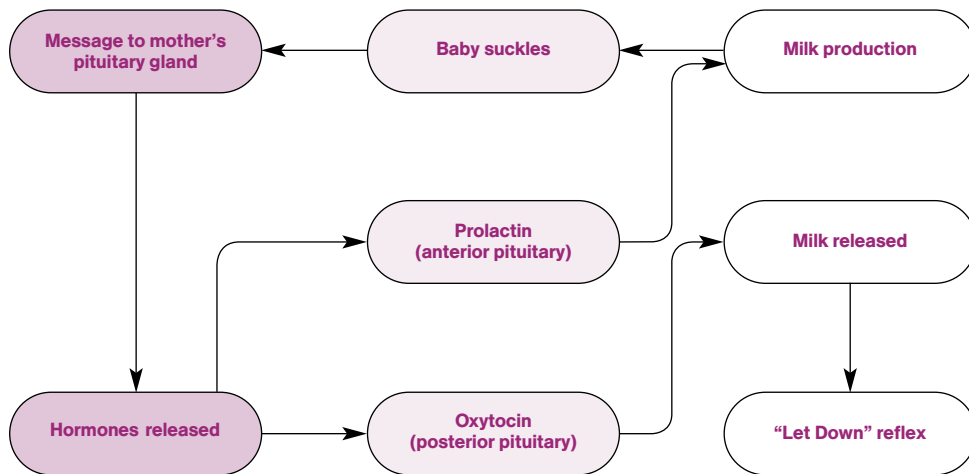 Message to mother's
pituitary gland
Baby suckles
Milk production
Prolactin
(anterior pituitary)
Milk released
Hormones released
Oxytocin
(posterior pituitary)
“Let Down” reflex